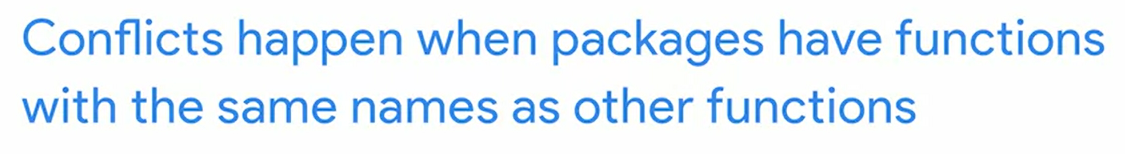 Conflicts happen when packages have functions
with the same names as other functions